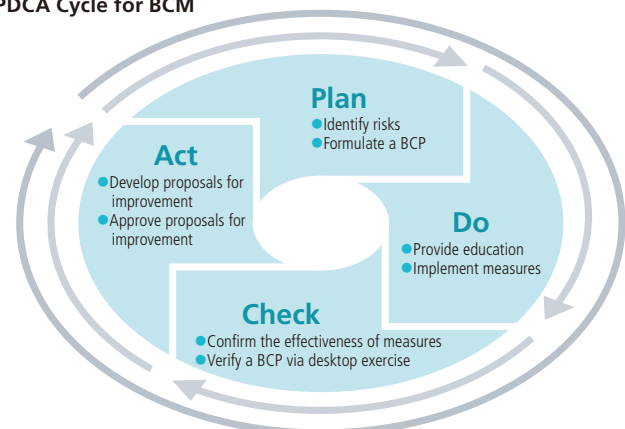 PDCA Cycle for BCM
Plan
●Identify risks
●Formulate a BCP
Do
●Provide education
●Implement measures
Check
●Confirm the effectiveness of measures
●Verify a BCP via desktop exercise
Act
●Develop proposals for
improvement
●Approve proposals for
improvement